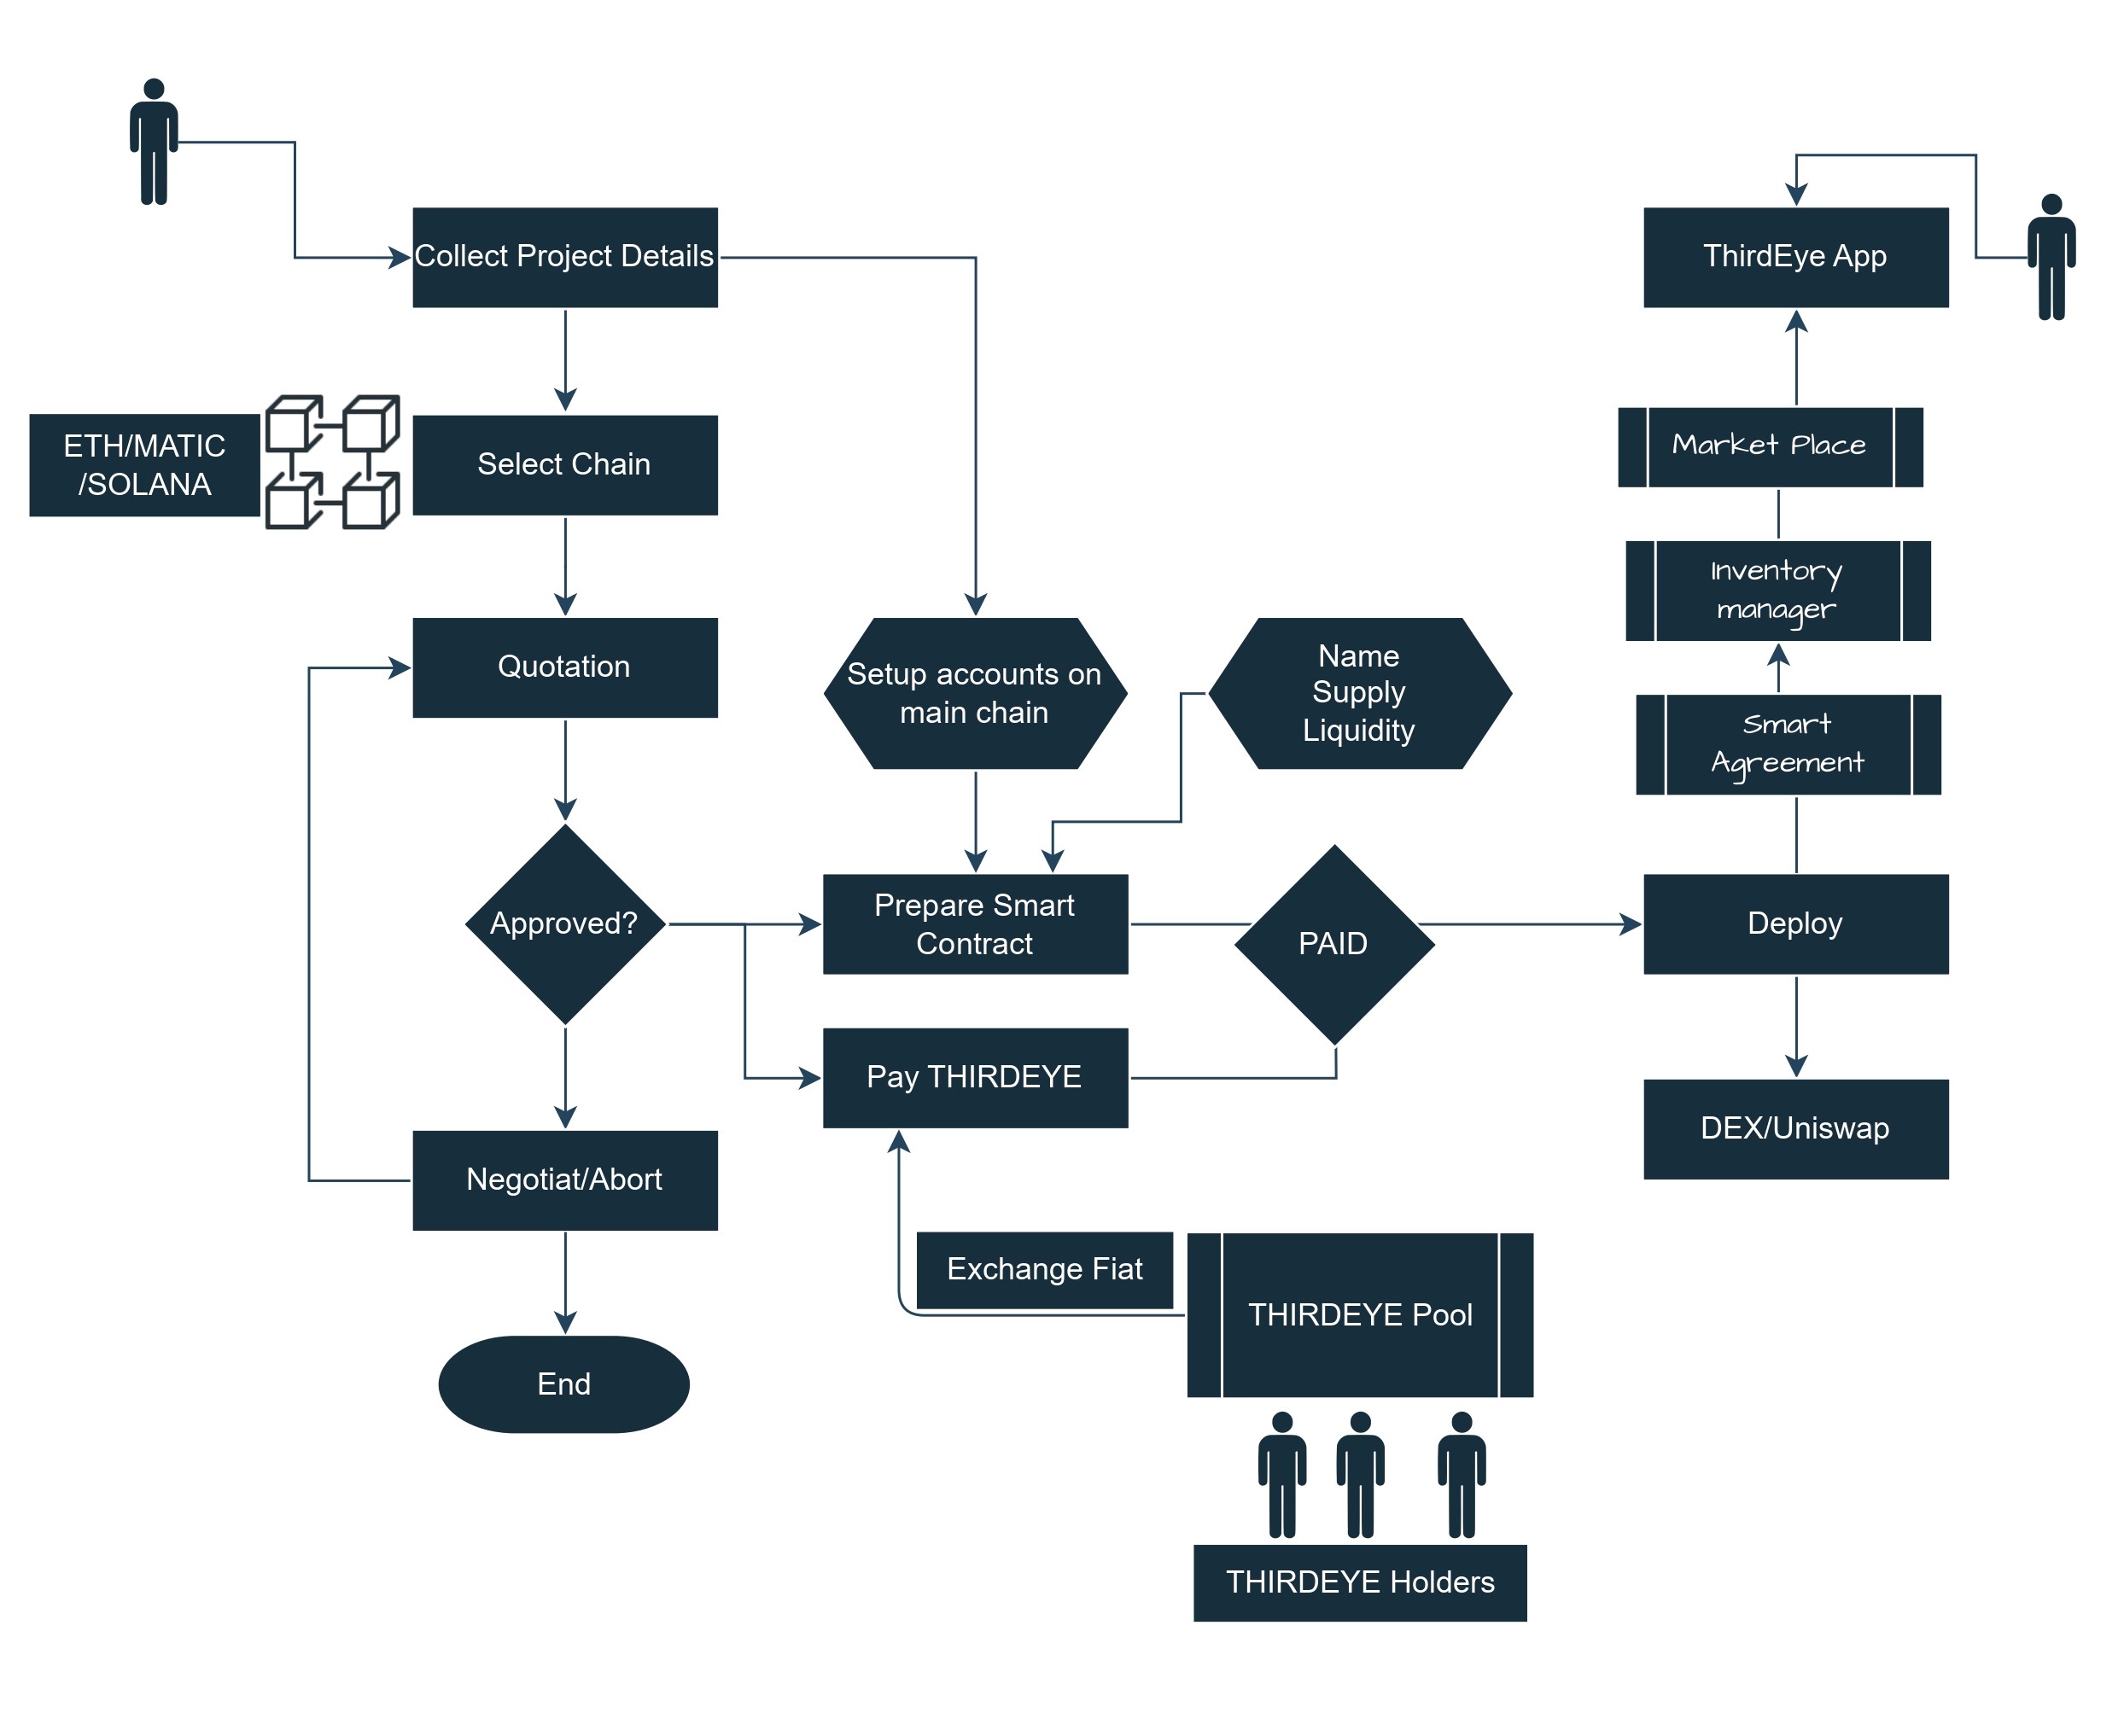 Collect Project Details
ThirdEye App
ETH/MATIC
/SOLANA
Select Chain
Market Place
Inventory
manager
Quotation
Setup accounts on
main chain
Name
Supply
Liquidity
Smart
Agreement
Approved?
Prepare Smart
Contract
PAID
Deploy
Pay THIRDEYE
DEX/Uniswap
Negotiat/Abort
Exchange Fiat
THIRDEYE Pool
End
THIRDEYE Holders